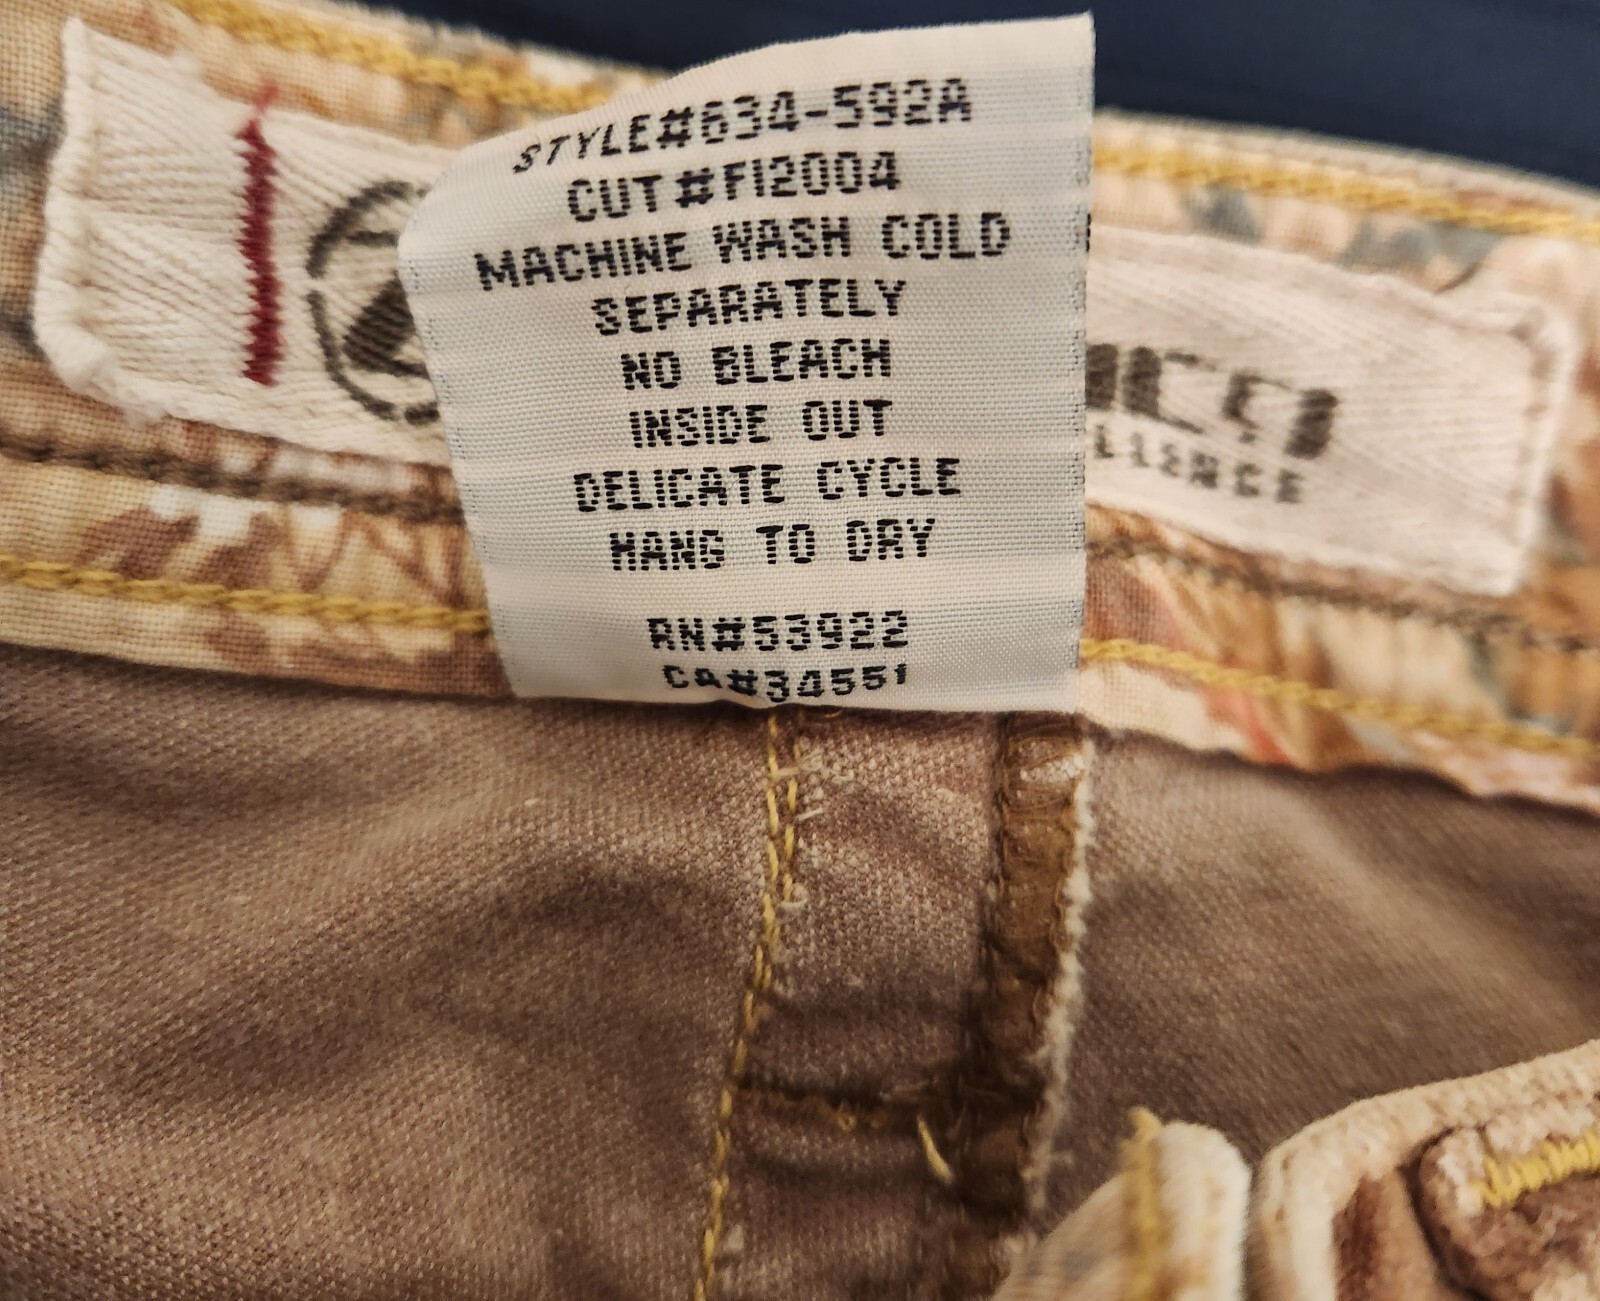 STYLE#634-592A
CUT#F12004
MACHINE WASH COLD
SEPARATELY
NO BLEACH
INSIDE OUT
DELICATE CYCLE
HANG TO DRY
RN#53922
CA#34551